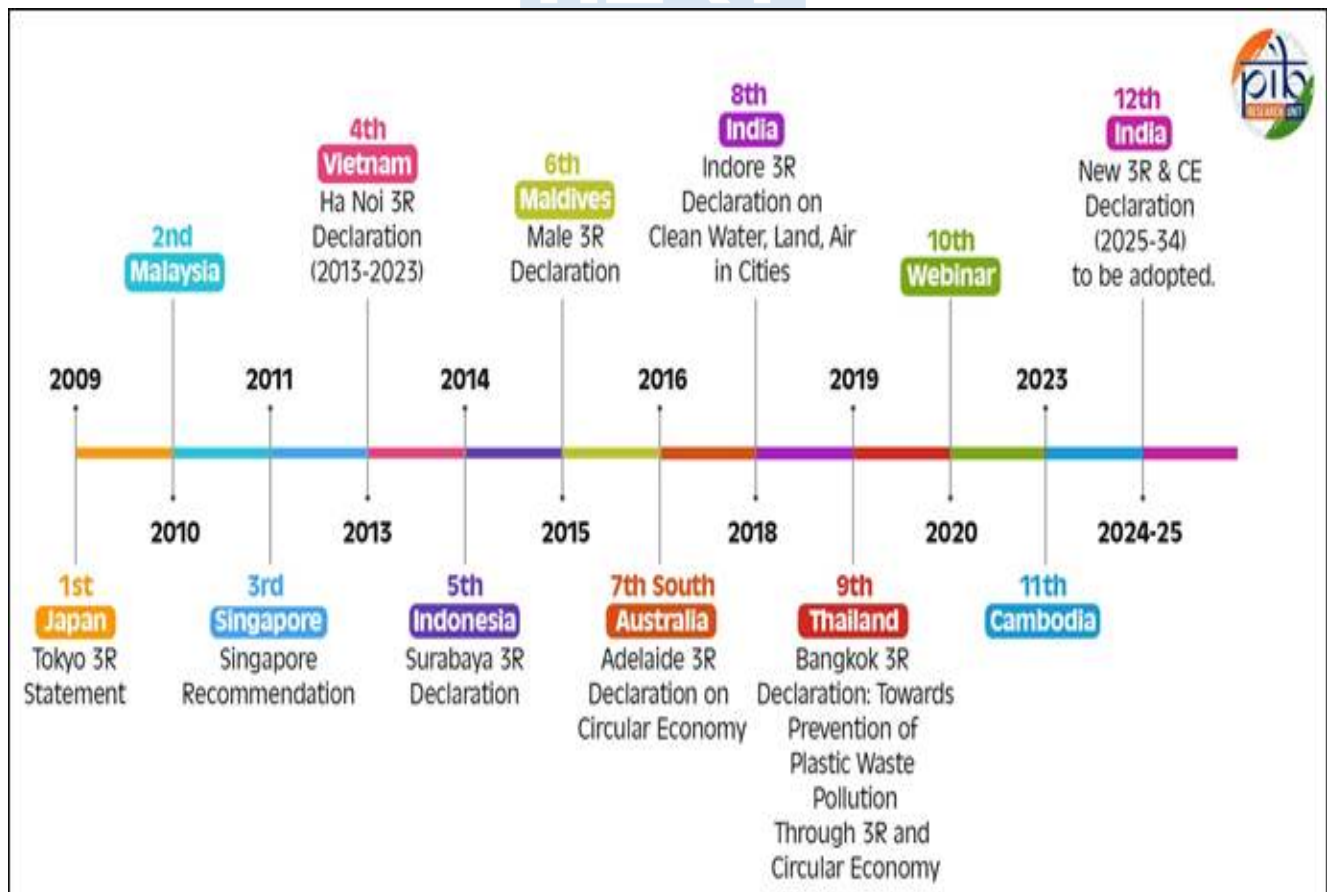 pib
RESEARCH UNIT
8th
India
Indore 3R
Declaration on
Clean Water, Land, Air
in Cities
12th
India
New 3R & CE
Declaration
(2025-34)
to be adopted.
4th
Vietnam
Ha Noi 3R
Declaration
(2013-2023)
6th
Maldives
Male 3R
Declaration
2nd
Malaysia
10th
Webinar
2009
2011
2014
2016
2019
2023
2010
2013
2015
2018
2020
2024-25
1st
Japan
Tokyo 3R
Statement
3rd
Singapore
Singapore
Recommendation
5th
Indonesia
Surabaya 3R
Declaration
7th South
Australia
Adelaide 3R
Declaration on
Circular Economy
9th
Thailand
Bangkok 3R
Declaration: Towards
Prevention of
Plastic Waste
Pollution
Through 3R and
Circular Economy
11th
Cambodia